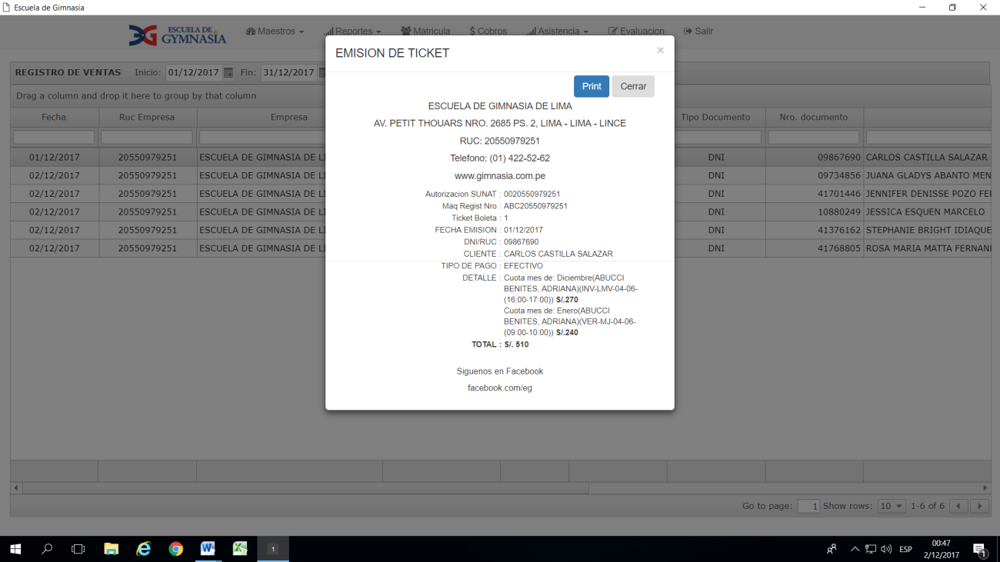 Escuela de Gimnasia
ESCUELA DE
GYMNASIA
Maestros
Reportes
Matricula
$ Cobros
Asistencia
Evaluacion
Salir
EMISION DE TICKET
×
REGISTRO DE VENTAS Inicio: 01/12/2017 Fin: 31/12/2017
Print
Cerrar
Drag a column and drop it here to group by that column
Fecha Ruc Empresa Empresa Tipo Documento Nro. documento
01/12/2017 20550979251 ESCUELA DE GIMNASIA DE DNI 09867690 CARLOS CASTILLA SALAZAR
02/12/2017 20550979251 ESCUELA DE GIMNASIA DE DNI 09734856 JUANA GLADYS ABANTO MEN
02/12/2017 20550979251 ESCUELA DE GIMNASIA DE DNI 41701446 JENNIFER DENISSE POZO
02/12/2017 20550979251 ESCUELA DE GIMNASIA DE DNI 10880249 JESSICA ESQUEN MARCELO
02/12/2017 20550979251 ESCUELA DE GIMNASIA DE DNI 41376162 STEPHANIE BRIGHT IDIAQUE
02/12/2017 20550979251 ESCUELA DE GIMNASIA DE DNI 41768805 ROSA MARIA MATTA
ESCUELA DE GIMNASIA DE LIMA
AV. PETIT THOUARS NRO. 2685 PS. 2, LIMA - LIMA - LINCE
RUC: 20550979251
Telefono: (01) 422-52-62
www.gimnasia.com.pe
Autorizacion SUNAT : 0020550979251
Maq Regist Nro : ABC20550979251
Ticket Boleta : 1
FECHA EMISION : 01/12/2017
DNI/RUC : 09867690
CLIENTE : CARLOS CASTILLA SALAZAR
TIPO DE PAGO : EFECTIVO
DETALLE : Cuota mes de: Diciembre(ABUCCI
BENITES, ADRIANA)(INV-LMV-04-06-
(16:00-17:00)) S/.270
Cuota mes de: Enero(ABUCCI
BENITES, ADRIANA)(VER-MJ-04-06-
(09:00-10:00)) S/.240
TOTAL : S/. 510
Siguenos en Facebook
facebook.com/eg
Go to page: 1 Show rows: 10 1-6 of 6
1
ESP
00:47
2/12/2017
1